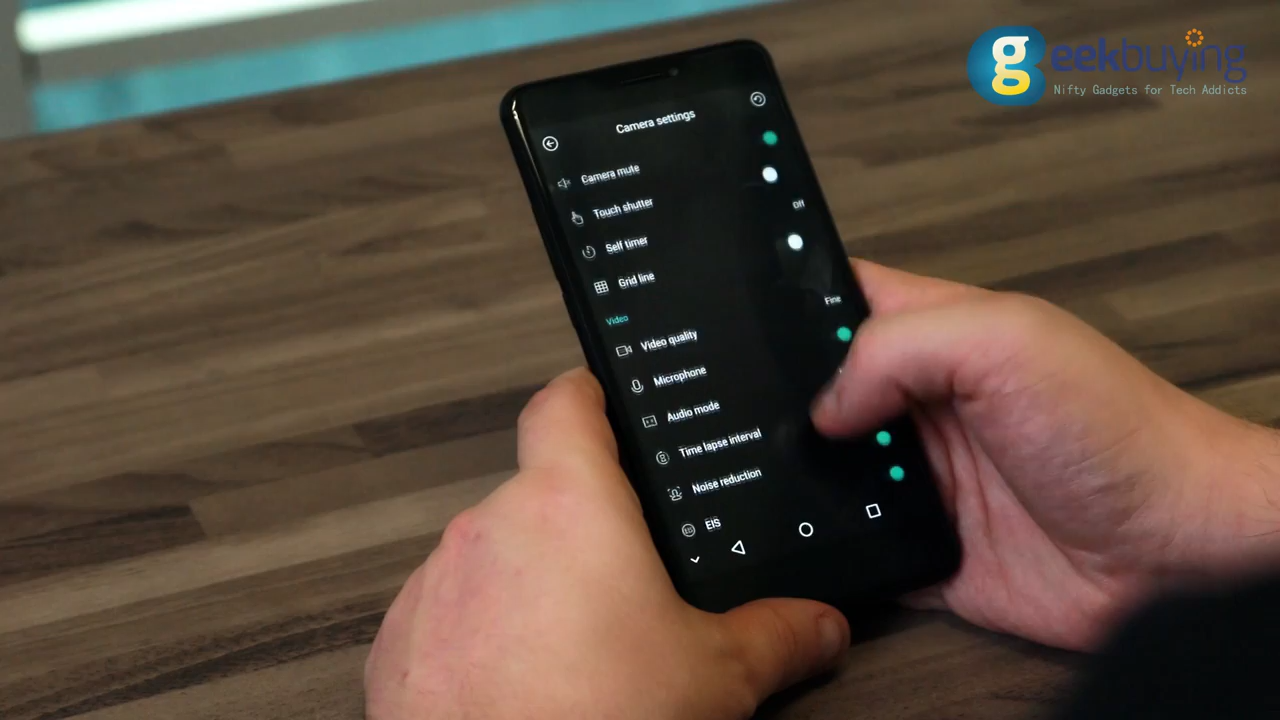 geekbuying
Nifty Gadgets for Tech Addicts
Camera settings
Camera mute
Touch shutter
Self timer
Off
Grid line
Video
Video quality
Fine
Microphone
Audio mode
Time lapse interval
Noise reduction
EIS